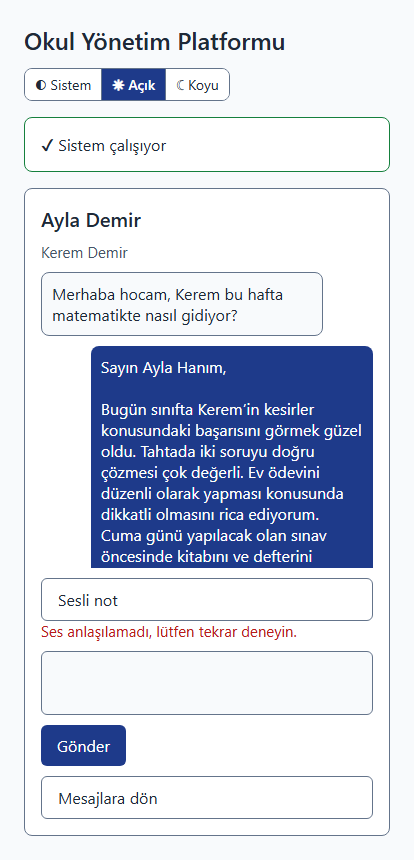 Okul Yönetim Platformu
Sistem
Açık
Koyu
Sistem çalışıyor
Ayla Demir
Kerem Demir
Merhaba hocam, Kerem bu hafta
matematikte nasıl gidiyor?
Sayın Ayla Hanım,
Bugün sınıfta Kerem’in kesirler
konusundaki başarısını görmek güzel
oldu. Tahtada iki soruyu doğru
çözmesi çok değerli. Ev ödevini
düzenli olarak yapması konusunda
dikkatli olmasını rica ediyorum.
Cuma günü yapılacak olan sınav
öncesinde kitabını ve defterini
Sesli not
Ses anlaşılamadı, lütfen tekrar deneyin.
Gönder
Mesajlara dön